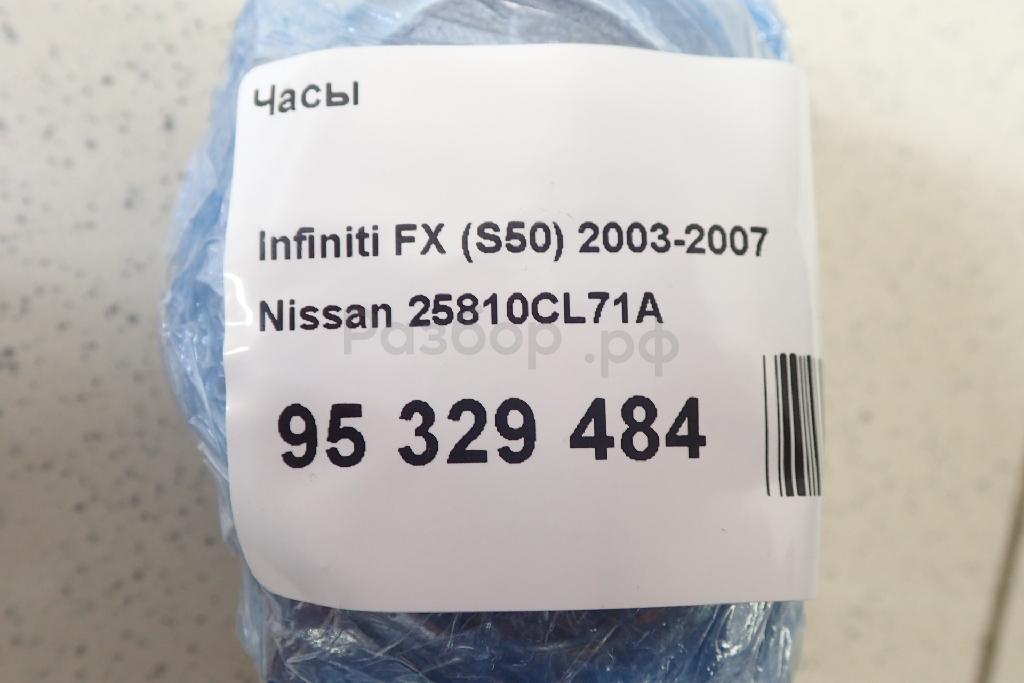 Часы
Infiniti FX (S50) 2003-2007
Nissan 25810CL71A
Разбор.рф
95 329 484